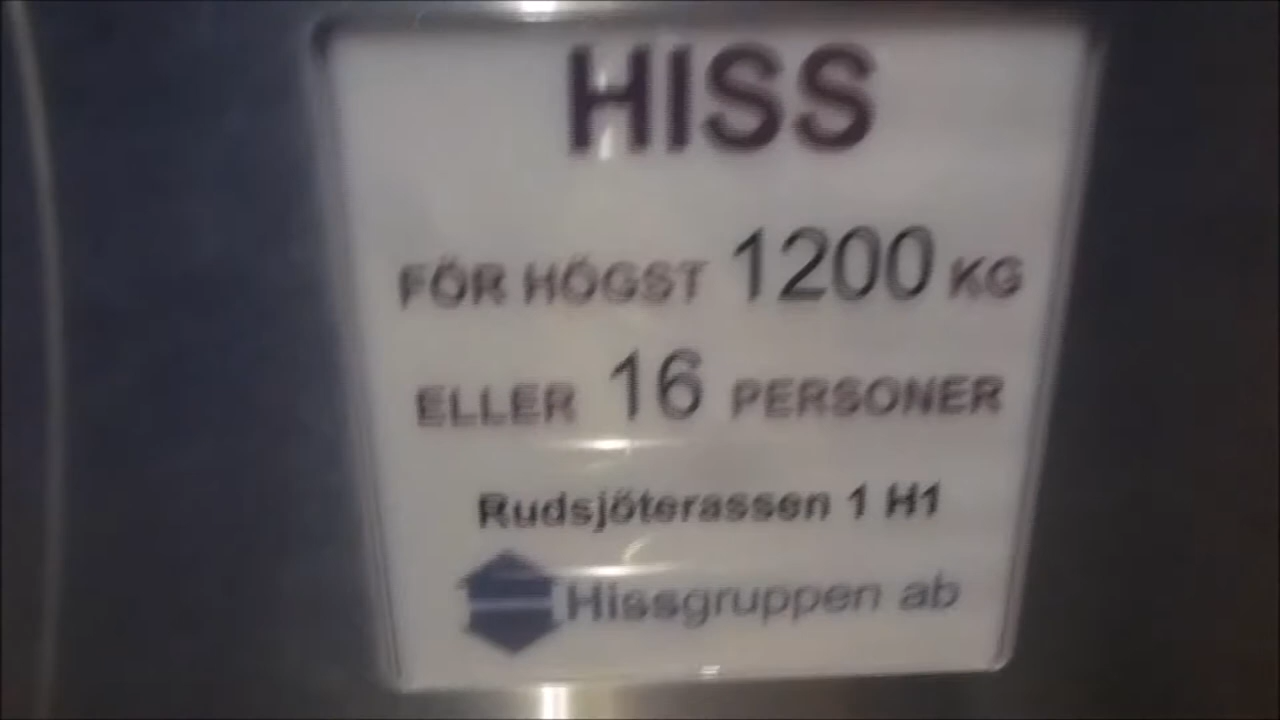 HISS
FÖR HÖGST 1200 KG
ELLER 16 PERSONER
Rudsjöterassen 1 H1
Hissgruppen ab